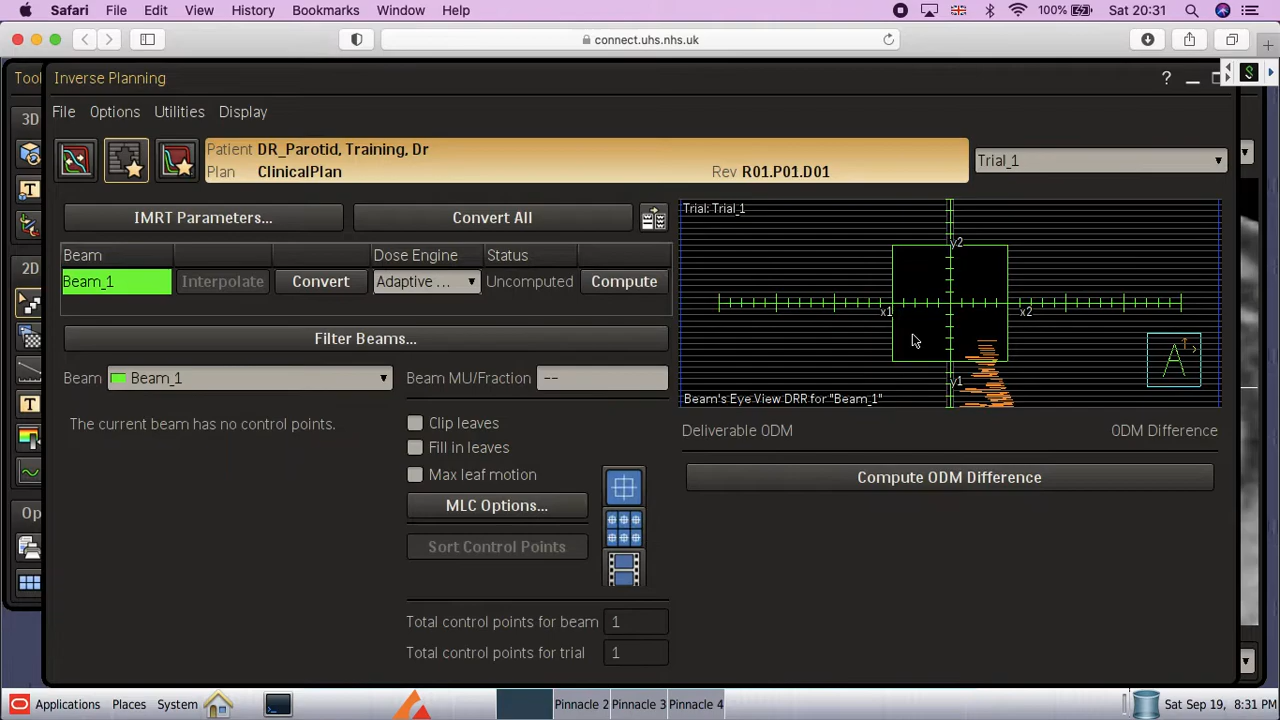 Safari File Edit View History Bookmarks Window Help 100% Sat 20:31
connect.uhs.nhs.uk
Tool Inverse Planning ?
File Options Utilities Display
3D
Patient DR_Parotid, Training, Dr
Plan ClinicalPlan Rev R01.P01.D01
Trial_1
T
IMRT Parameters... Convert All
Trial: Trial_1
Beam Dose Engine Status
Beam_1 Interpolate Convert Adaptive ... Uncomputed Compute
2D
y2
x1 x2
Filter Beams...
A
Beam Beam_1 Beam MU/Fraction --
y1
Beam's Eye View DRR for "Beam_1"
T
The current beam has no control points.
Clip leaves
Fill in leaves
Max leaf motion
Deliverable ODM ODM Difference
Compute ODM Difference
MLC Options...
Op
Sort Control Points
Total control points for beam 1
Total control points for trial 1
Applications Places System Pinnacle 2 Pinnacle 3 Pinnacle 4 Sat Sep 19, 8:31 PM